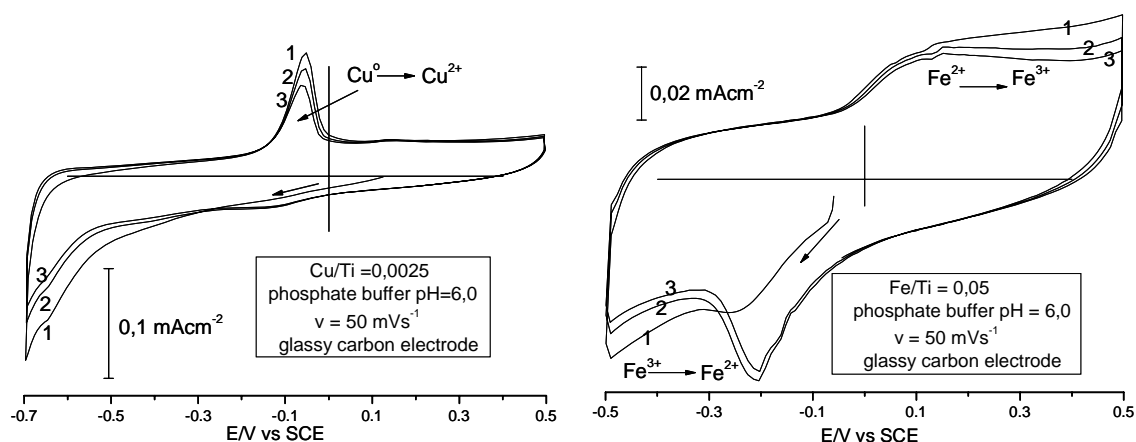 1
2
3
Cu° → Cu2+
3
2
1
0,1 mAcm-2
Cu/Ti =0,0025
phosphate buffer pH=6,0
v = 50 mVs-1
glassy carbon electrode
-0.7 -0.5 -0.3 -0.1 0.1 0.3 0.5
E/V vs SCE
1
2
3
0,02 mAcm-2
Fe2+ → Fe3+
3
2
1
Fe3+ → Fe2+
Fe/Ti = 0,05
phosphate buffer pH = 6,0
v = 50 mVs-1
glassy carbon electrode
-0.5 -0.3 -0.1 0.1 0.3 0.5
E/V vs SCE